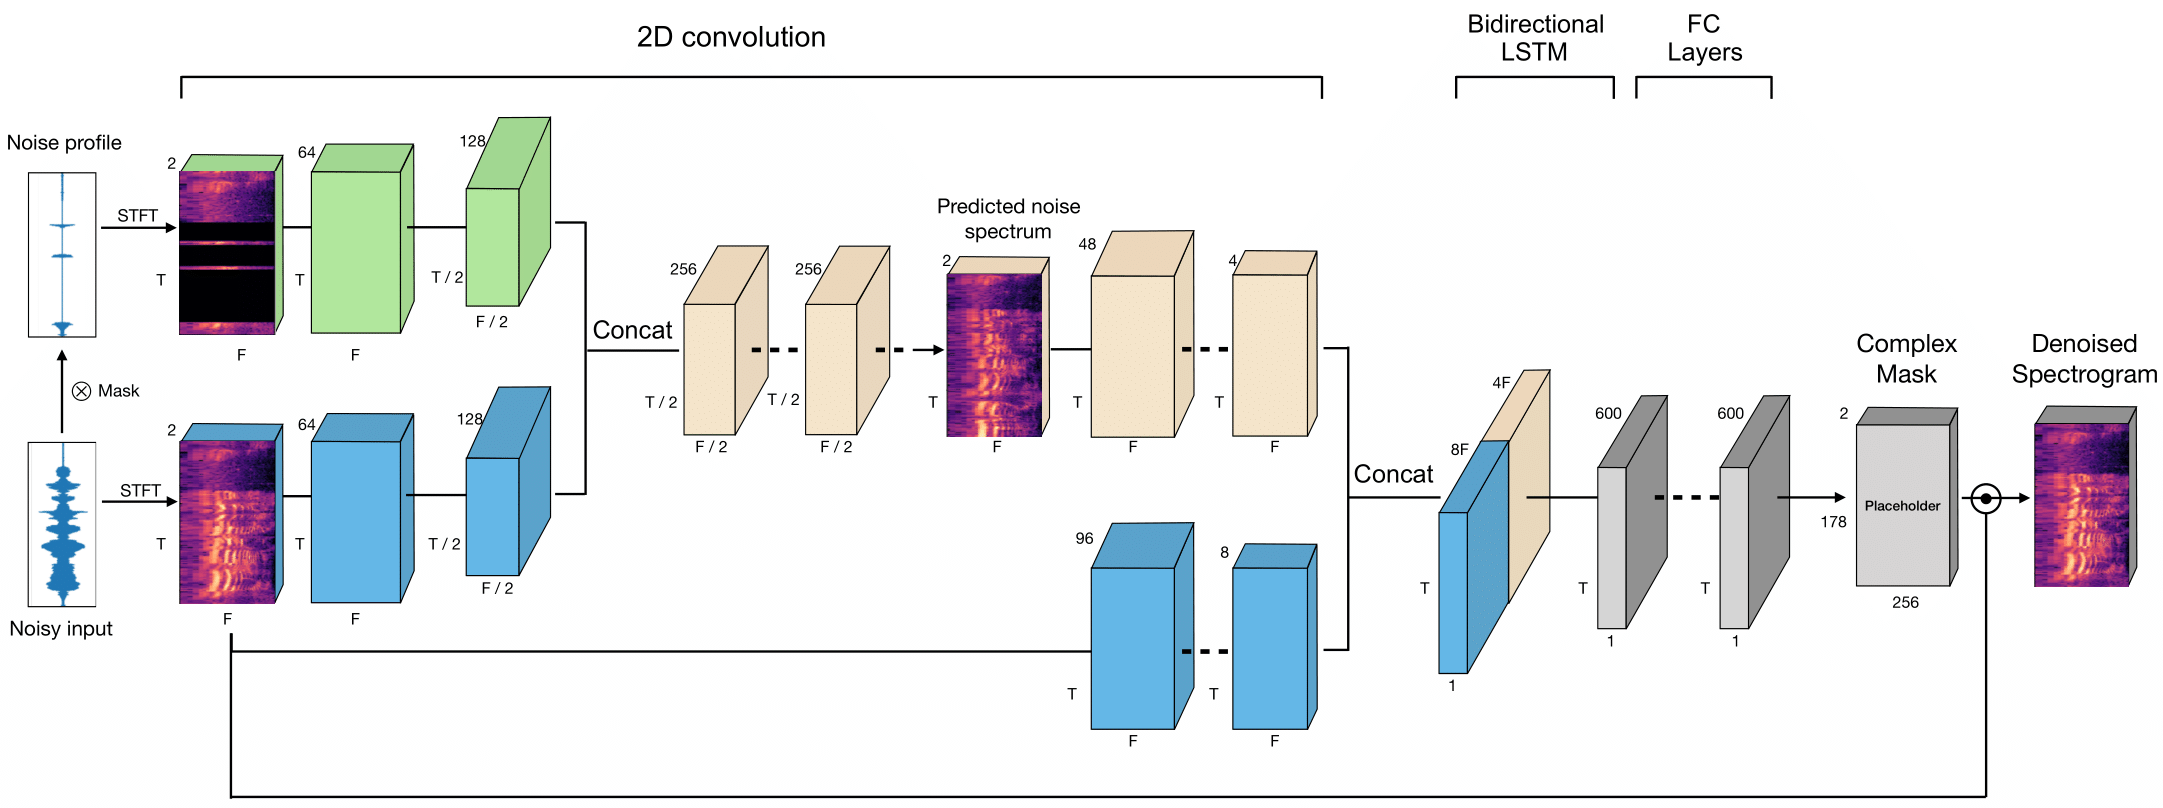 2D convolution
Bidirectional
LSTM
FC
Layers
Noise profile
STFT
2
T
F
64
T
F
128
T / 2
F / 2
⊗ Mask
Noisy input
STFT
2
T
F
64
T
F
128
T / 2
F / 2
Concat
256
T / 2
F / 2
256
T / 2
F / 2
Predicted noise
spectrum
2
T
F
48
T
F
4
T
F
96
T
F
8
T
F
Concat
4F
8F
T
1
600
T
1
600
T
1
Complex
Mask
2
Placeholder
178
256
Denoised
Spectrogram